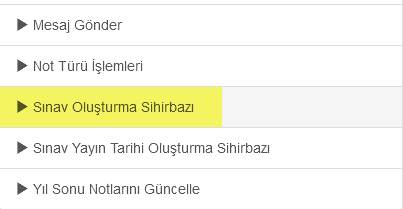 ▶ Mesaj Gönder
▶ Not Türü İşlemleri
▶ Sınav Oluşturma Sihirbazı
▶ Sınav Yayın Tarihi Oluşturma Sihirbazı
▶ Yıl Sonu Notlarını Güncelle